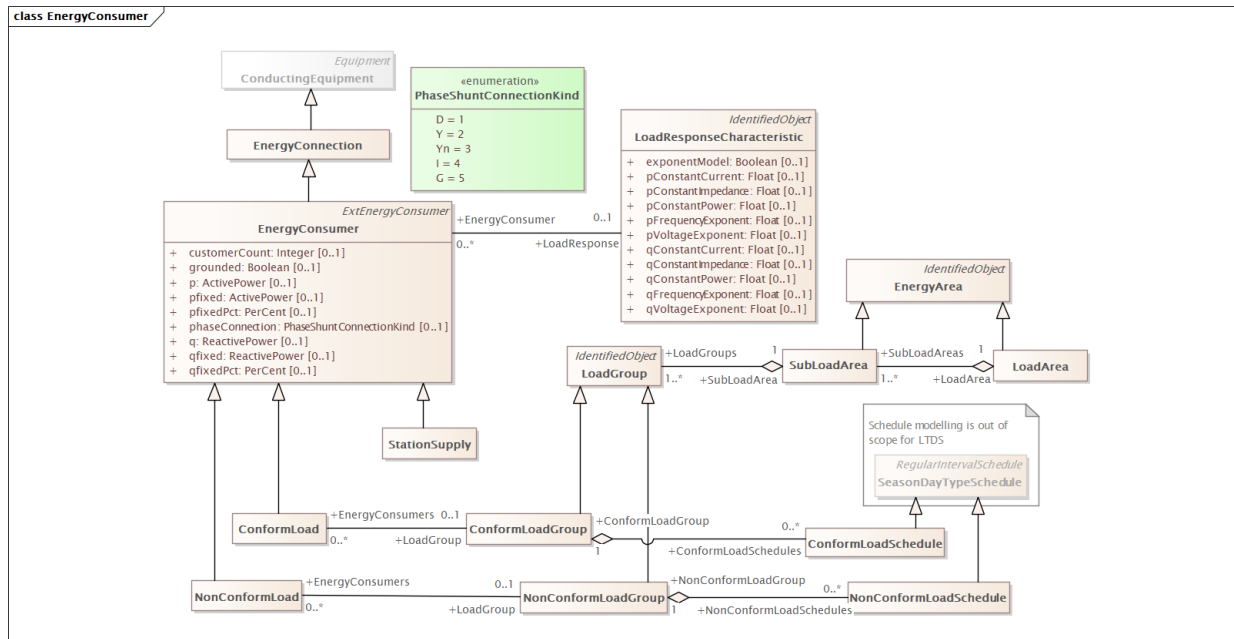 class EnergyConsumer
Equipment
ConductingEquipment
EnergyConnection
«enumeration»
PhaseShuntConnectionKind
D = 1
Y = 2
Yn = 3
I = 4
G = 5
IdentifiedObject
LoadResponseCharacteristic
+ exponentModel: Boolean [0..1]
+ pConstantCurrent: Float [0..1]
+ pConstantImpedance: Float [0..1]
+ pConstantPower: Float [0..1]
+ pFrequencyExponent: Float [0..1]
+ pVoltageExponent: Float [0..1]
+ qConstantCurrent: Float [0..1]
+ qConstantImpedance: Float [0..1]
+ qConstantPower: Float [0..1]
+ qFrequencyExponent: Float [0..1]
+ qVoltageExponent: Float [0..1]
ExtEnergyConsumer
EnergyConsumer
+ customerCount: Integer [0..1]
+ grounded: Boolean [0..1]
+ p: ActivePower [0..1]
+ pfixed: ActivePower [0..1]
+ pfixedPct: PerCent [0..1]
+ phaseConnection: PhaseShuntConnectionKind [0..1]
+ q: ReactivePower [0..1]
+ qfixed: ReactivePower [0..1]
+ qfixedPct: PerCent [0..1]
+EnergyConsumer 0..1
0..* +LoadResponse
IdentifiedObject
EnergyArea
IdentifiedObject
LoadGroup
+LoadGroups 1
1..* +SubLoadArea
SubLoadArea
+SubLoadAreas 1
1..* +LoadArea
LoadArea
StationSupply
Schedule modelling is out of
scope for LTDS
RegularIntervalSchedule
SeasonDayTypeSchedule
ConformLoad
+EnergyConsumers 0..1
0..* +LoadGroup
ConformLoadGroup
+ConformLoadGroup 0..*
1 +ConformLoadSchedules
ConformLoadSchedule
NonConformLoad
+EnergyConsumers 0..1
0..* +LoadGroup
NonConformLoadGroup
+NonConformLoadGroup 0..*
1 +NonConformLoadSchedules
NonConformLoadSchedule